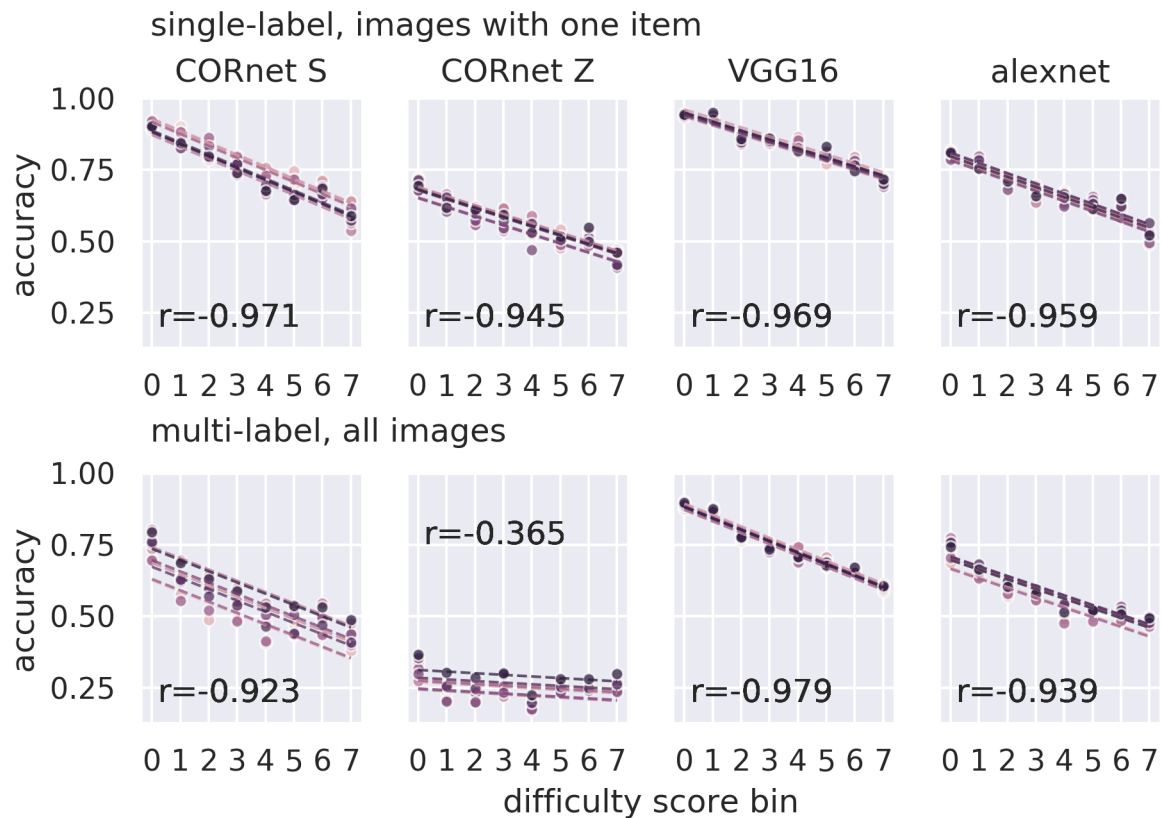 single-label, images with one item
CORnet S CORnet Z VGG16 alexnet
1.00
0.75
0.50
0.25
accuracy
r=-0.971 r=-0.945 r=-0.969 r=-0.959
0 1 2 3 4 5 6 7 0 1 2 3 4 5 6 7 0 1 2 3 4 5 6 7 0 1 2 3 4 5 6 7
multi-label, all images
1.00
0.75
0.50
0.25
accuracy
r=-0.365
r=-0.923 r=-0.979 r=-0.939
0 1 2 3 4 5 6 7 0 1 2 3 4 5 6 7 0 1 2 3 4 5 6 7 0 1 2 3 4 5 6 7
difficulty score bin